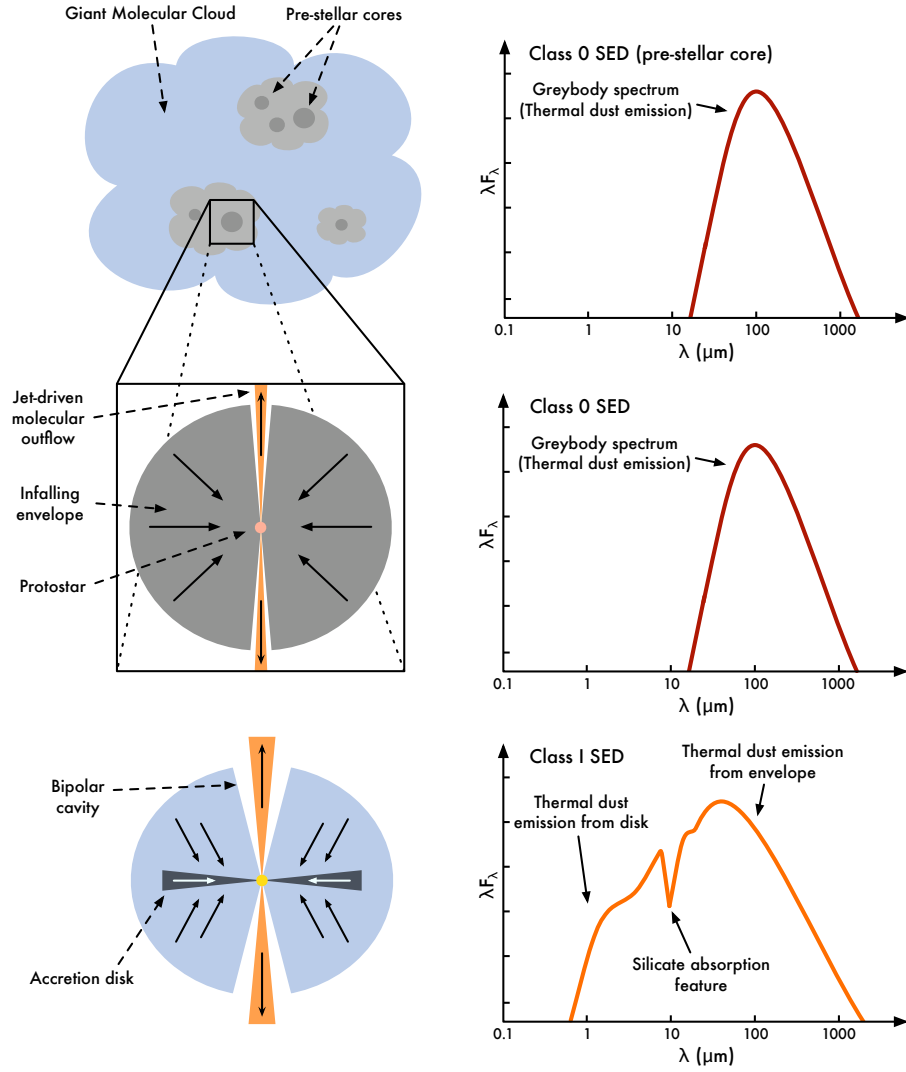 Giant Molecular Cloud
Pre-stellar cores
Class 0 SED (pre-stellar core)
Greybody spectrum
(Thermal dust emission)
λFλ
0.1
1
10
100
1000
λ (μm)
Jet-driven
molecular
outflow
Infalling
envelope
Protostar
Class 0 SED
Greybody spectrum
(Thermal dust emission)
λFλ
0.1
1
10
100
1000
λ (μm)
Bipolar
cavity
Accretion disk
Class I SED
Thermal dust emission
from envelope
Thermal dust
emission from disk
Silicate absorption
feature
λFλ
0.1
1
10
100
1000
λ (μm)